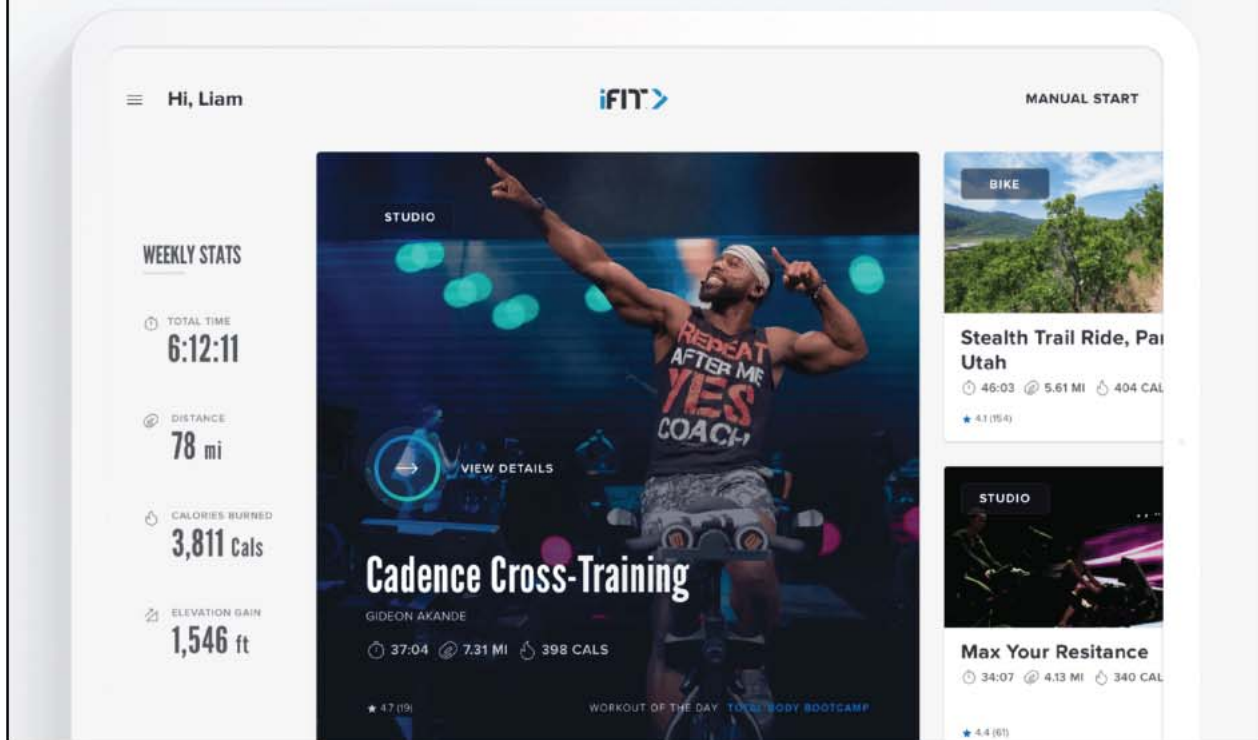 Hi, Liam
iFIT
MANUAL START
WEEKLY STATS
TOTAL TIME
6:12:11
DISTANCE
78 mi
CALORIES BURNED
3,811 Cals
ELEVATION GAIN
1,546 ft
STUDIO
REPEAT
AFTER ME
YES
COACH
VIEW DETAILS
Cadence Cross-Training
GIDEON AKANDE
37:04 7.31 MI 398 CALS
4.7 (19)
WORKOUT OF THE DAY TOTAL BODY BOOTCAMP
BIKE
Stealth Trail Ride, Par
Utah
46:03 5.61 MI 404 CAL
4.1 (154)
STUDIO
Max Your Resitance
34:07 4.13 MI 340 CAL
4.4 (61)